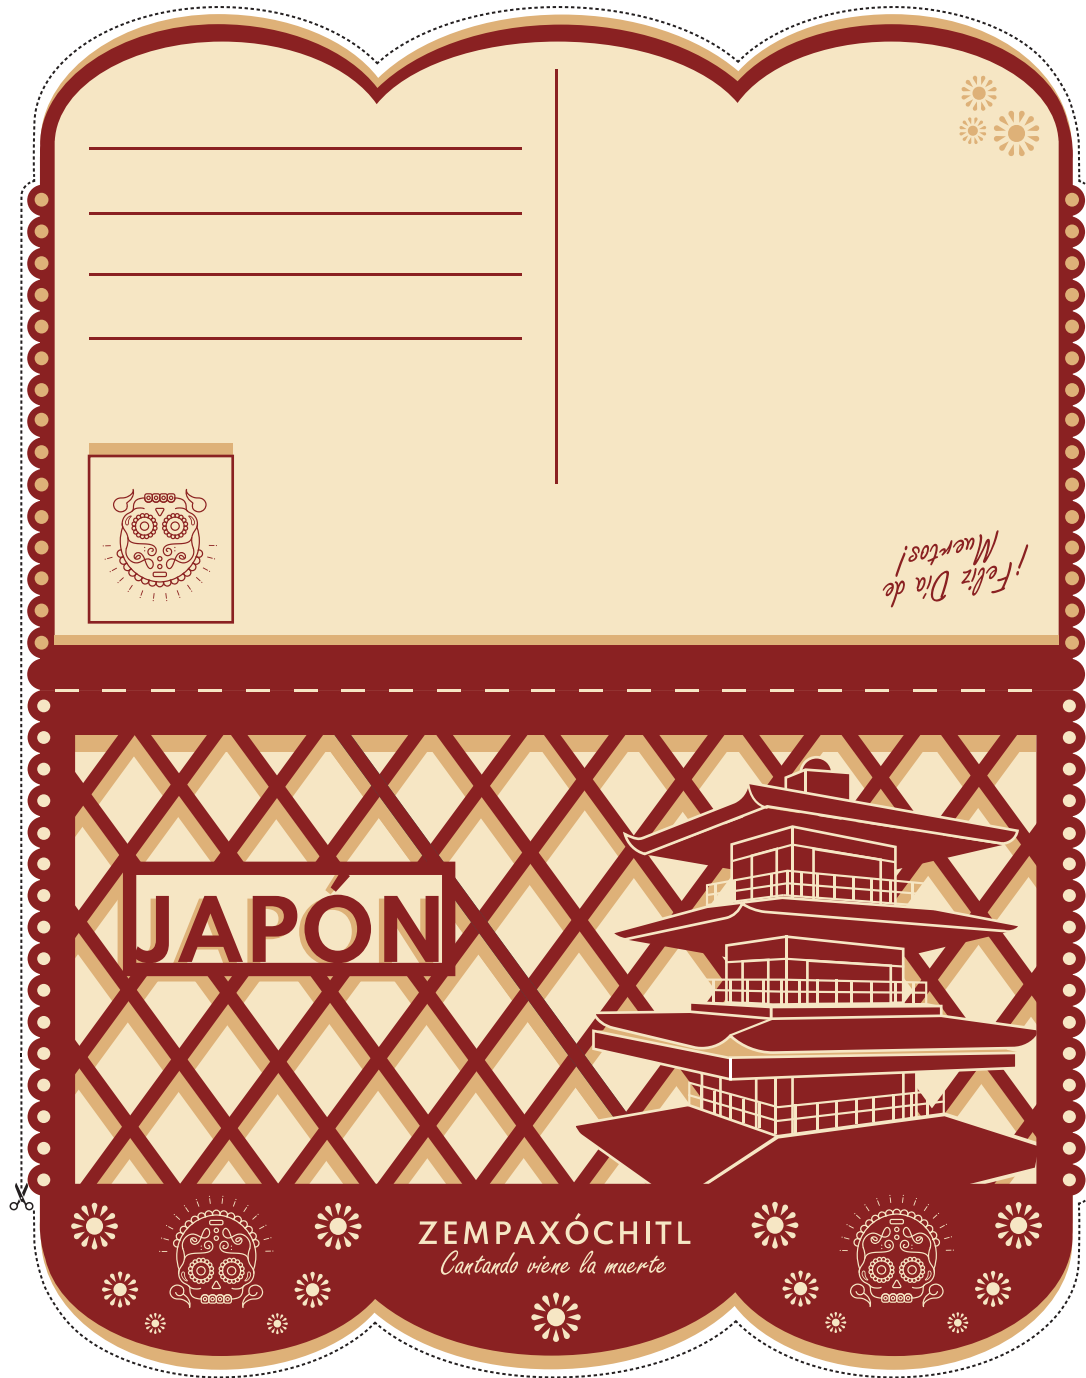 ¡Feliz Día de
Muertos!
JAPÓN
ZEMPAXÓCHITL
Cantando viene la muerte